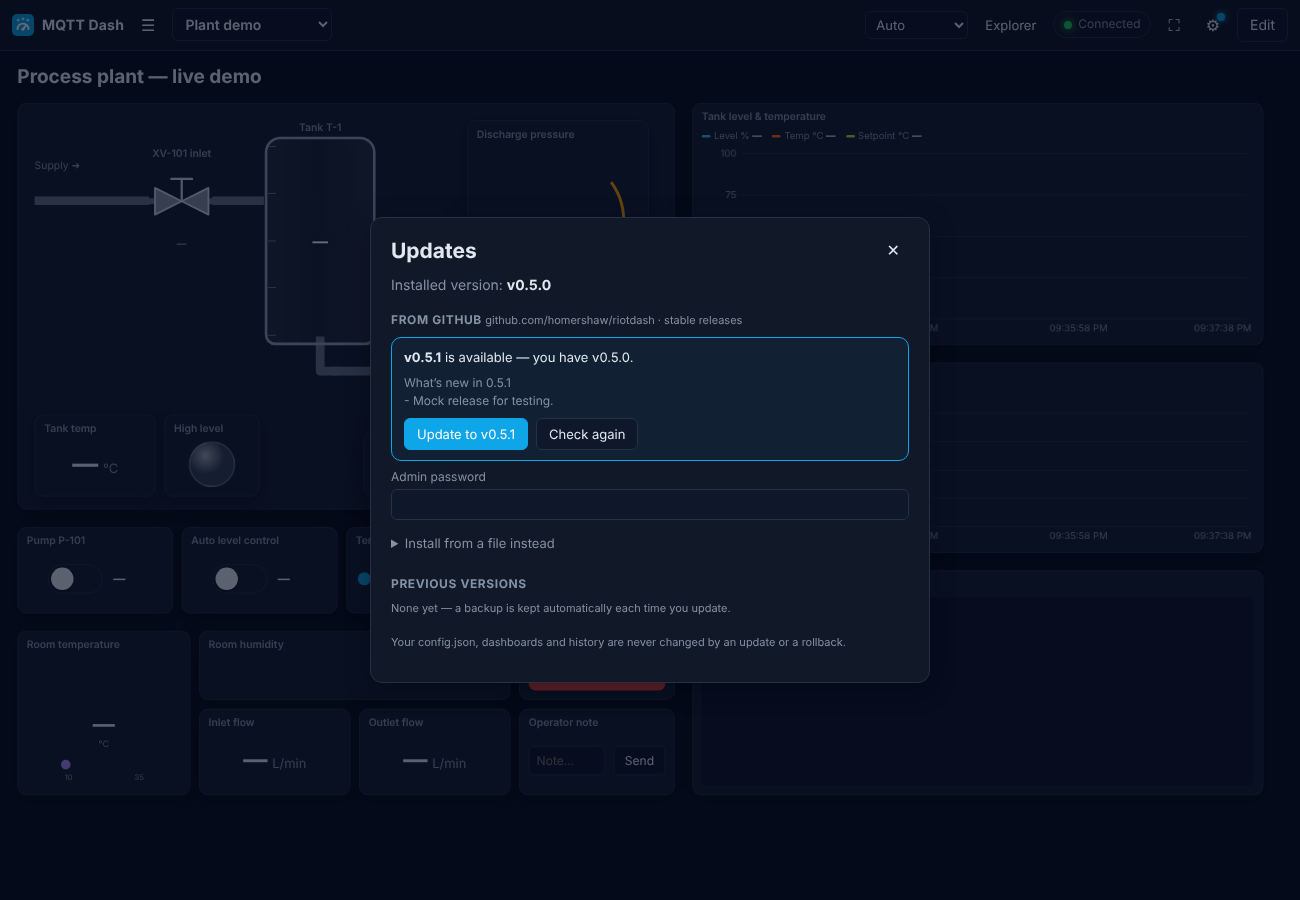 MQTT Dash ☰ Plant demo Auto Explorer Connected Edit
Process plant — live demo
Tank T-1
XV-101 inlet
Supply ➔
—
—
Discharge pressure
Tank level & temperature
Level % — Temp °C — Setpoint °C —
100
75
M 09:35:58 PM 09:37:38 PM
M 09:35:58 PM 09:37:38 PM
Tank temp
— °C
High level
Pump P-101
—
Auto level control
—
Ter
Room temperature
—
°C
10 35
Room humidity
Inlet flow
— L/min
Outlet flow
— L/min
Operator note
Note... Send
Updates ✕
Installed version: v0.5.0
FROM GITHUB github.com/homershaw/riotdash · stable releases
v0.5.1 is available — you have v0.5.0.
What’s new in 0.5.1
- Mock release for testing.
Update to v0.5.1 Check again
Admin password
▶ Install from a file instead
PREVIOUS VERSIONS
None yet — a backup is kept automatically each time you update.
Your config.json, dashboards and history are never changed by an update or a rollback.